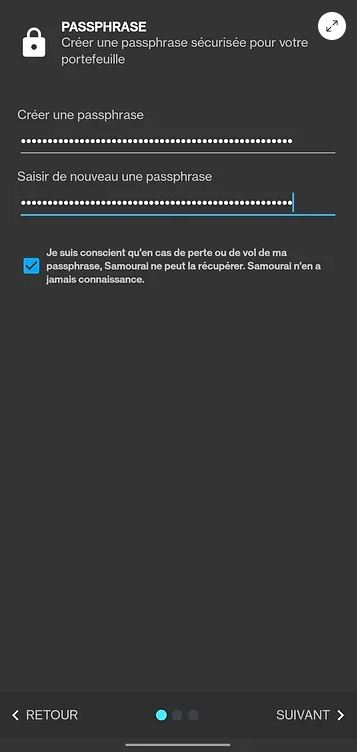 PASSPHRASE
Créer une passphrase sécurisée pour votre
portefeuille
Créer une passphrase
Saisir de nouveau une passphrase
Je suis conscient qu'en cas de perte ou de vol de ma
passphrase, Samourai ne peut la récupérer. Samourai n'en a
jamais connaissance.
RETOUR
SUIVANT